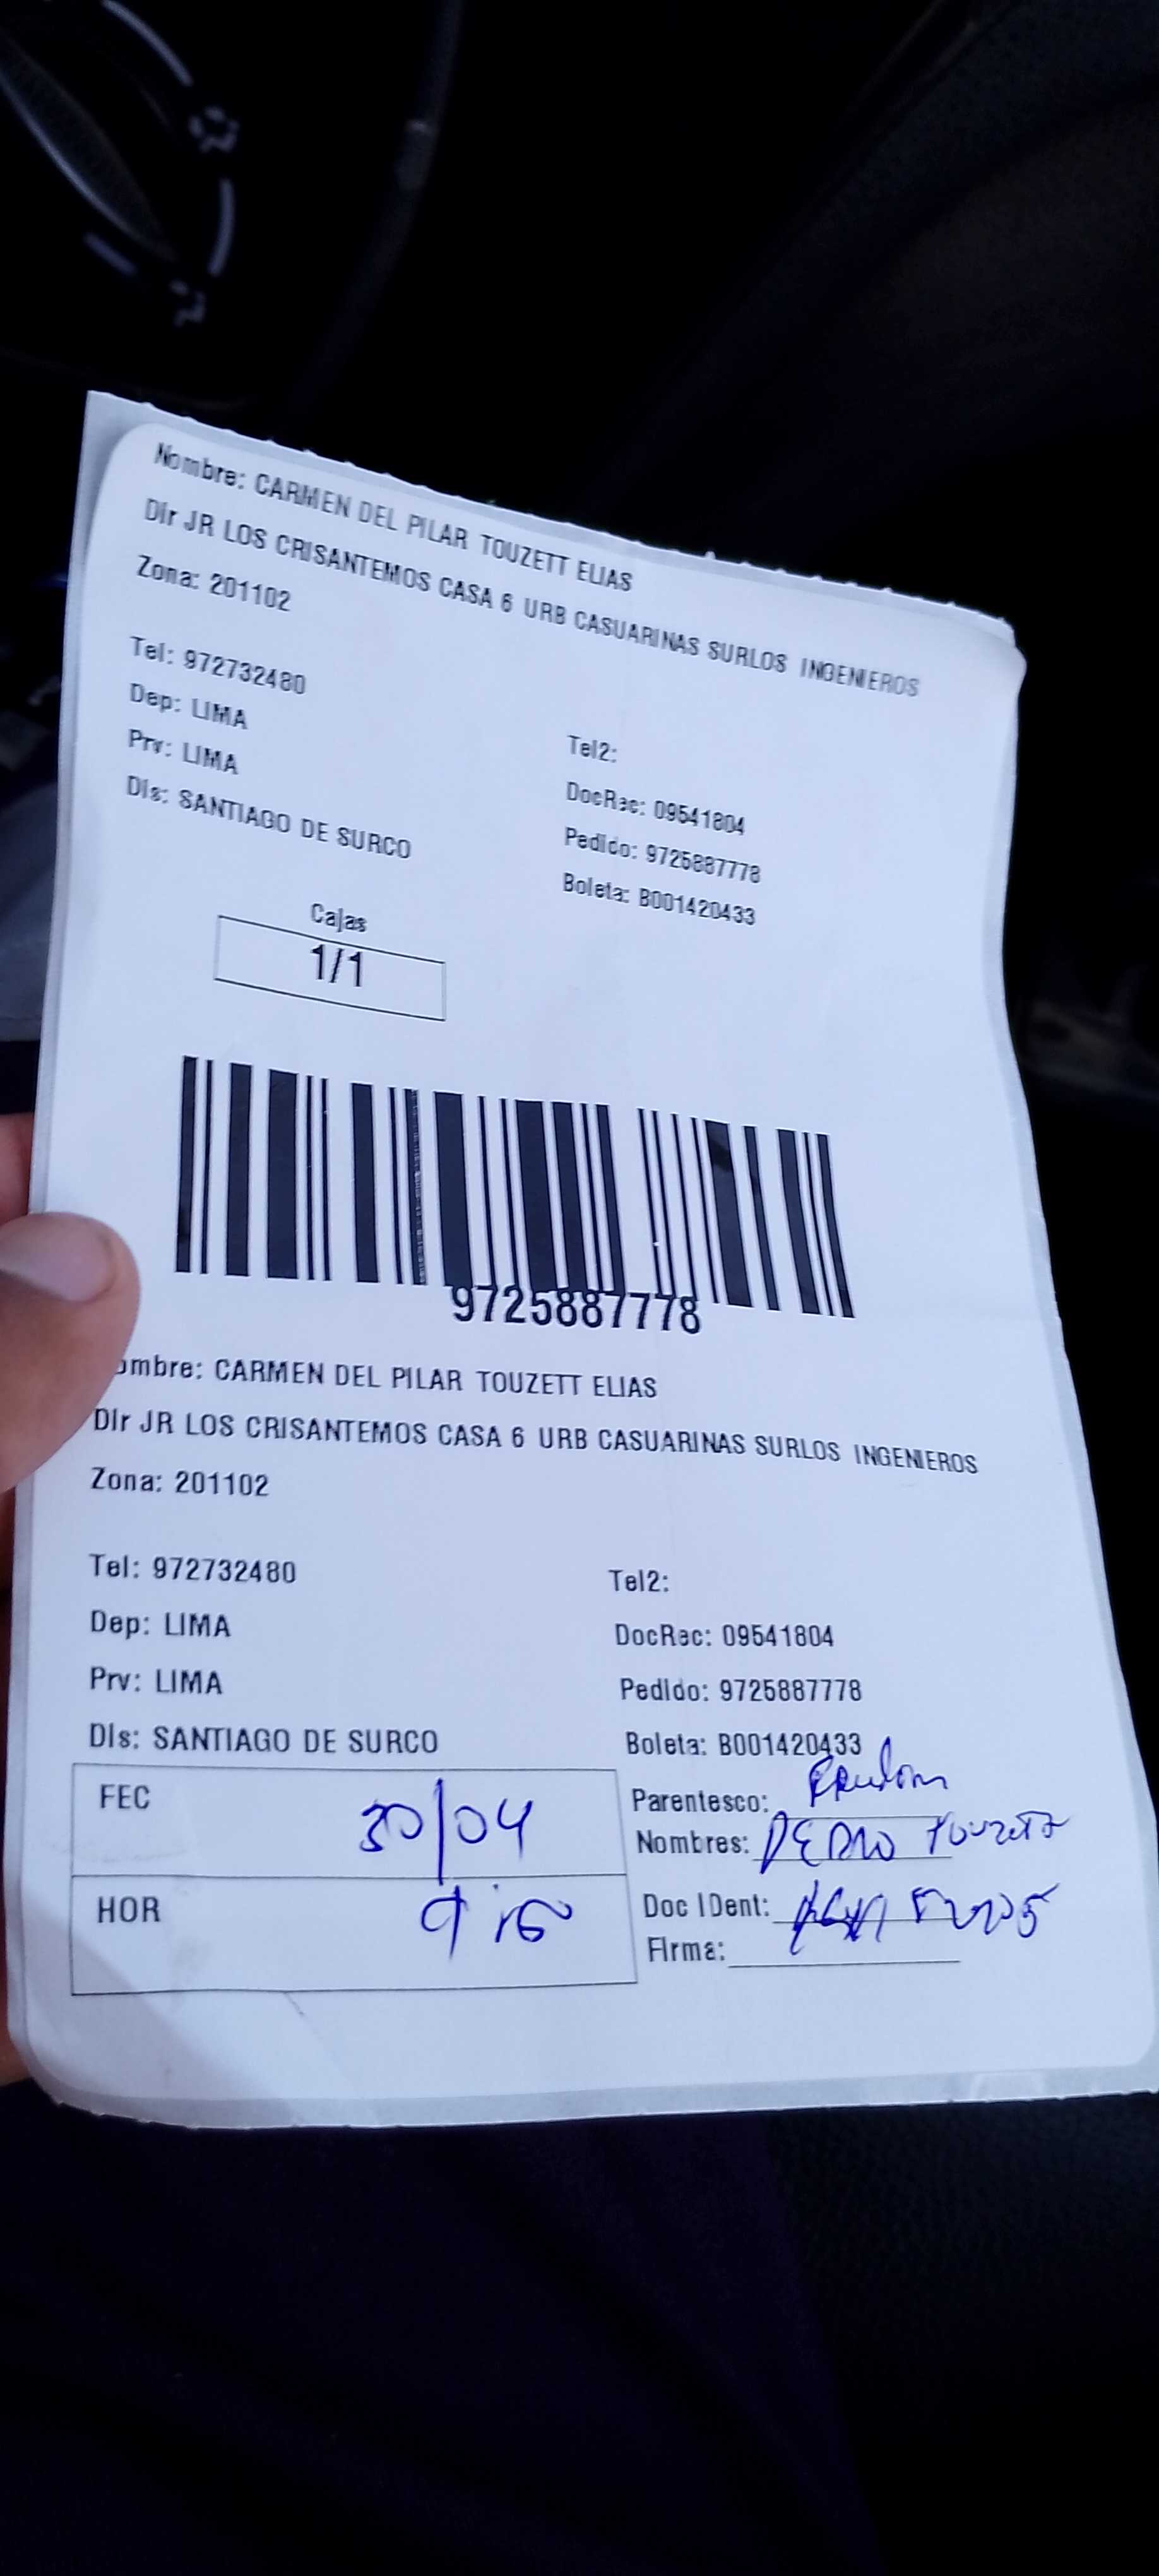 Nombre: CARMEN DEL PILAR TOUZETT ELIAS
Dir JR LOS CRISANTEMOS CASA 6 URB CASUARINAS SURLOS INGENIEROS
Zona: 201102
Tel: 972732480
Dep: LIMA
Tel2:
Prv: LIMA
DocRec: 09541804
Dis: SANTIAGO DE SURCO
Pedido: 9725887778
Boleta: B001420433
Cajas
1/1
9725887778
ombre: CARMEN DEL PILAR TOUZETT ELIAS
Dir JR LOS CRISANTEMOS CASA 6 URB CASUARINAS SURLOS INGENIEROS
Zona: 201102
Tel: 972732480 Tel2:
Dep: LIMA DocRec: 09541804
Prv: LIMA Pedido: 9725887778
Dis: SANTIAGO DE SURCO Boleta: B001420433
FEC 30/04
HOR
Parentesco:
Nombres: PEDRO
Doc IDent:
Firma: